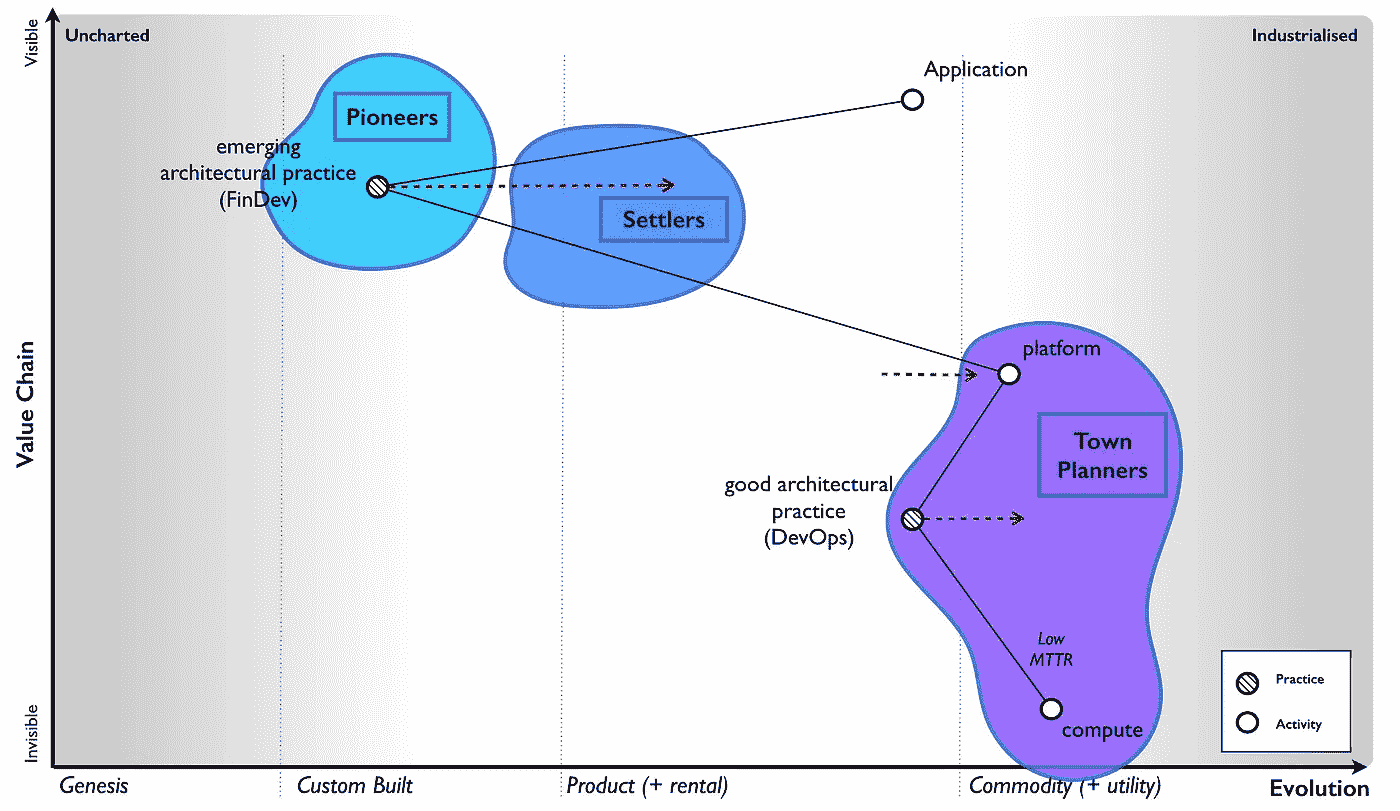 Visible
Uncharted
Industrialised
Application
Pioneers
emerging
architectural practice
(FinDev)
Settlers
platform
Value Chain
Town
Planners
good architectural
practice
(DevOps)
Low
MTTR
Practice
Activity
compute
Invisible
Genesis
Custom Built
Product (+ rental)
Commodity (+ utility)
Evolution